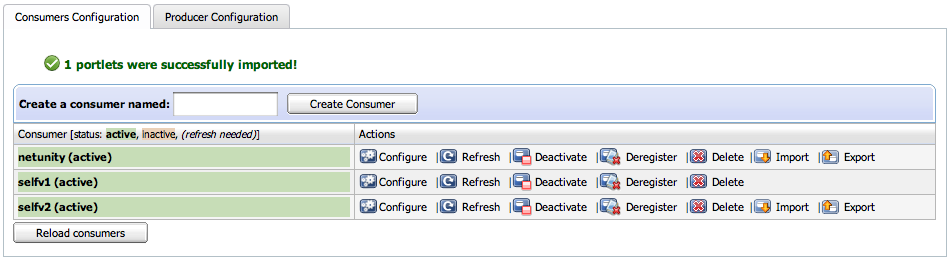 Consumers Configuration Producer Configuration
1 portlets were successfully imported!
Create a consumer named: Create Consumer
Consumer [status: active, inactive, (refresh needed)] Actions
netunity (active) Configure | Refresh | Deactivate | Deregister | Delete | Import | Export
selfv1 (active) Configure | Refresh | Deactivate | Deregister | Delete
selfv2 (active) Configure | Refresh | Deactivate | Deregister | Delete | Import | Export
Reload consumers